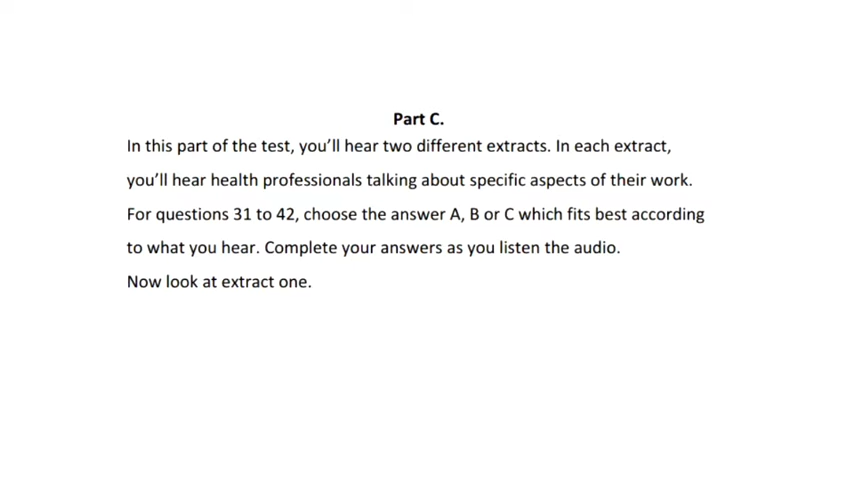 Part C.
In this part of the test, you'll hear two different extracts. In each extract,
you'll hear health professionals talking about specific aspects of their work.
For questions 31 to 42, choose the answer A, B or C which fits best according
to what you hear. Complete your answers as you listen the audio.
Now look at extract one.